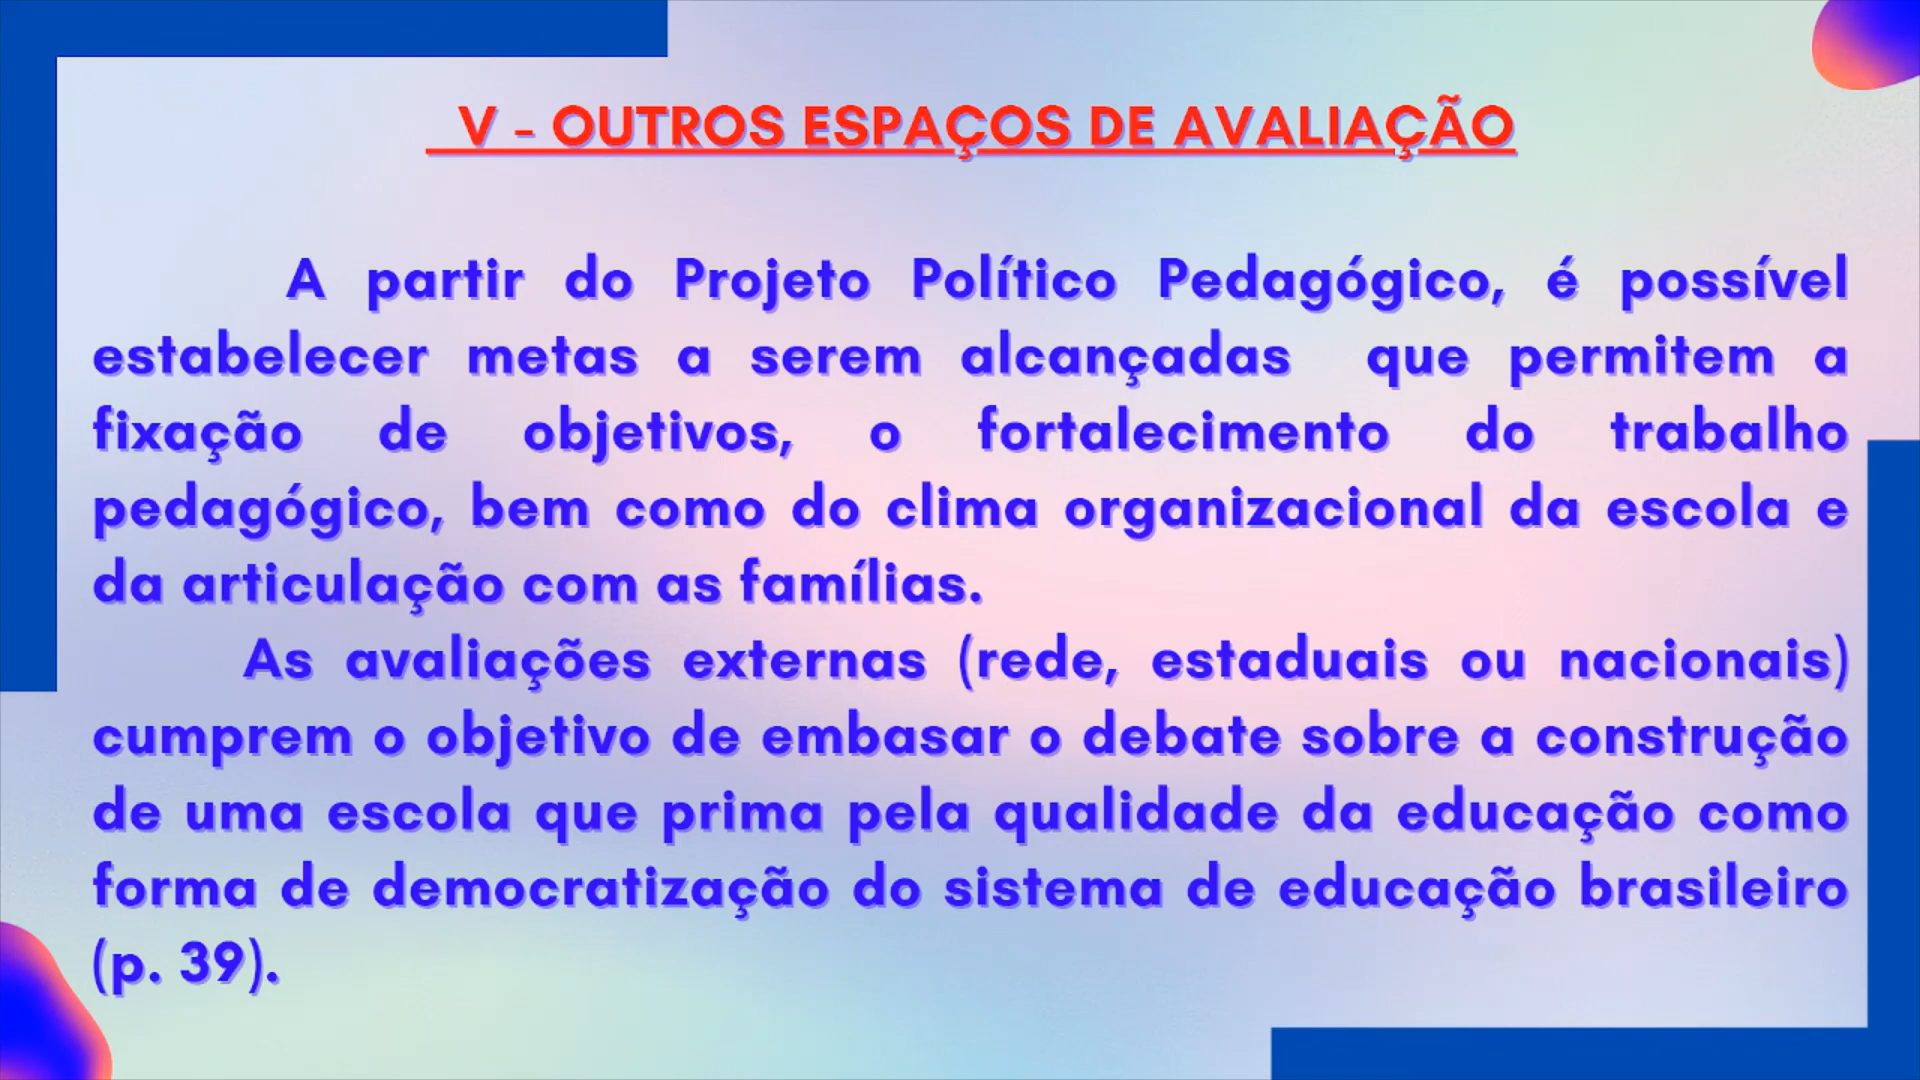 V - OUTROS ESPAÇOS DE AVALIAÇÃO
A partir do Projeto Político Pedagógico, é possível
estabelecer metas a serem alcançadas que permitem a
fixação de objetivos, o fortalecimento do trabalho
pedagógico, bem como do clima organizacional da escola e
da articulação com as famílias.
As avaliações externas (rede, estaduais ou nacionais)
cumprem o objetivo de embasar o debate sobre a construção
de uma escola que prima pela qualidade da educação como
forma de democratização do sistema de educação brasileiro
(p. 39).